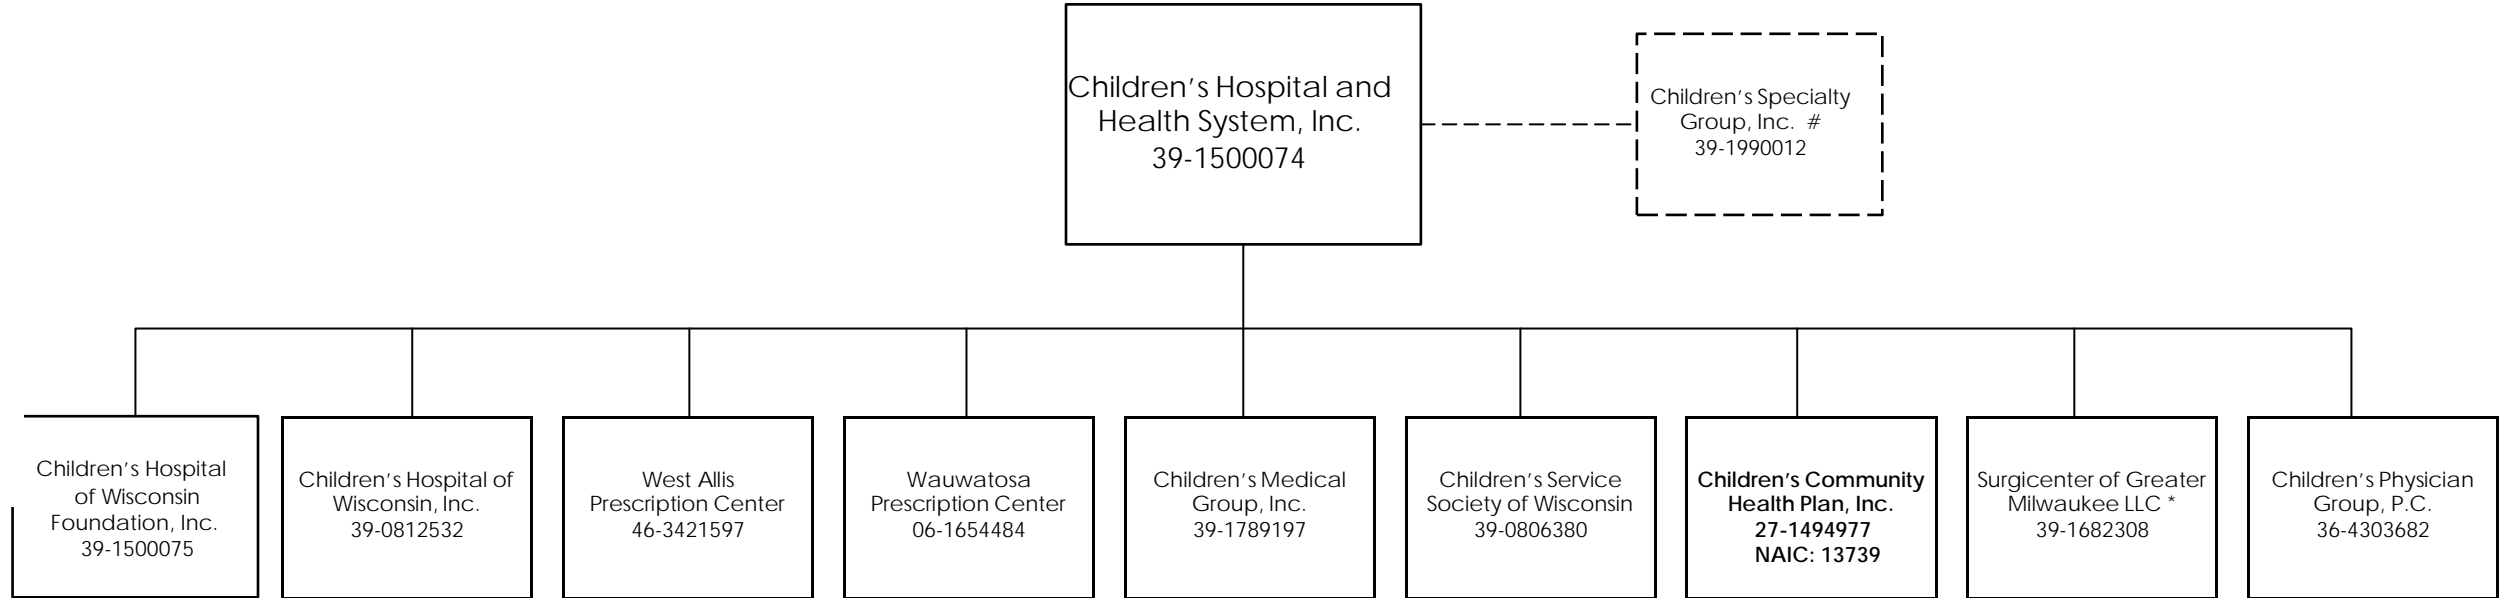 Children's Hospital and
Health System, Inc.
39-1500074
Children's Specialty
Group, Inc. #
39-1990012
Children's Hospital
of Wisconsin
Foundation, Inc.
39-1500075
Children's Hospital of
Wisconsin, Inc.
39-0812532
West Allis
Prescription Center
46-3421597
Wauwatosa
Prescription Center
06-1654484
Children's Medical
Group, Inc.
39-1789197
Children's Service
Society of Wisconsin
39-0806380
Children's Community
Health Plan, Inc.
27-1494977
NAIC: 13739
Surgicenter of Greater
Milwaukee LLC *
39-1682308
Children's Physician
Group, P.C.
36-4303682